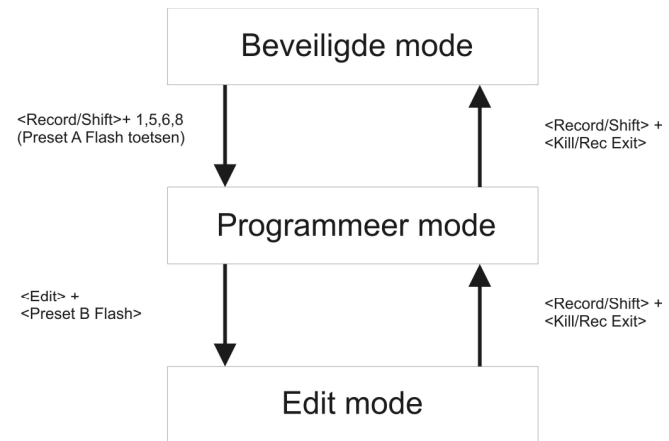 Beveiligde mode
<Record/Shift>+ 1,5,6,8
(Preset A Flash toetsen)
<Record/Shift> +
<Kill/Rec Exit>
Programmeer mode
<Edit> +
<Preset B Flash>
<Record/Shift> +
<Kill/Rec Exit>
Edit mode